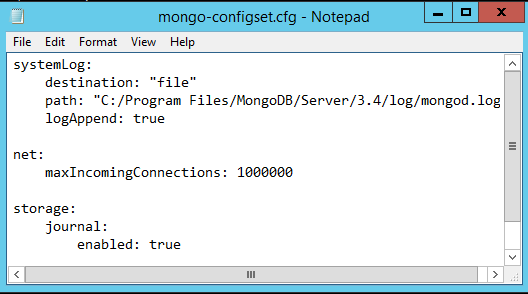 mongo-configset.cfg - Notepad
File Edit Format View Help
systemLog:
    destination: "file"
    path: "C:/Program Files/MongoDB/Server/3.4/log/mongod.log
    logAppend: true
net:
    maxIncomingConnections: 1000000
storage:
    journal:
        enabled: true